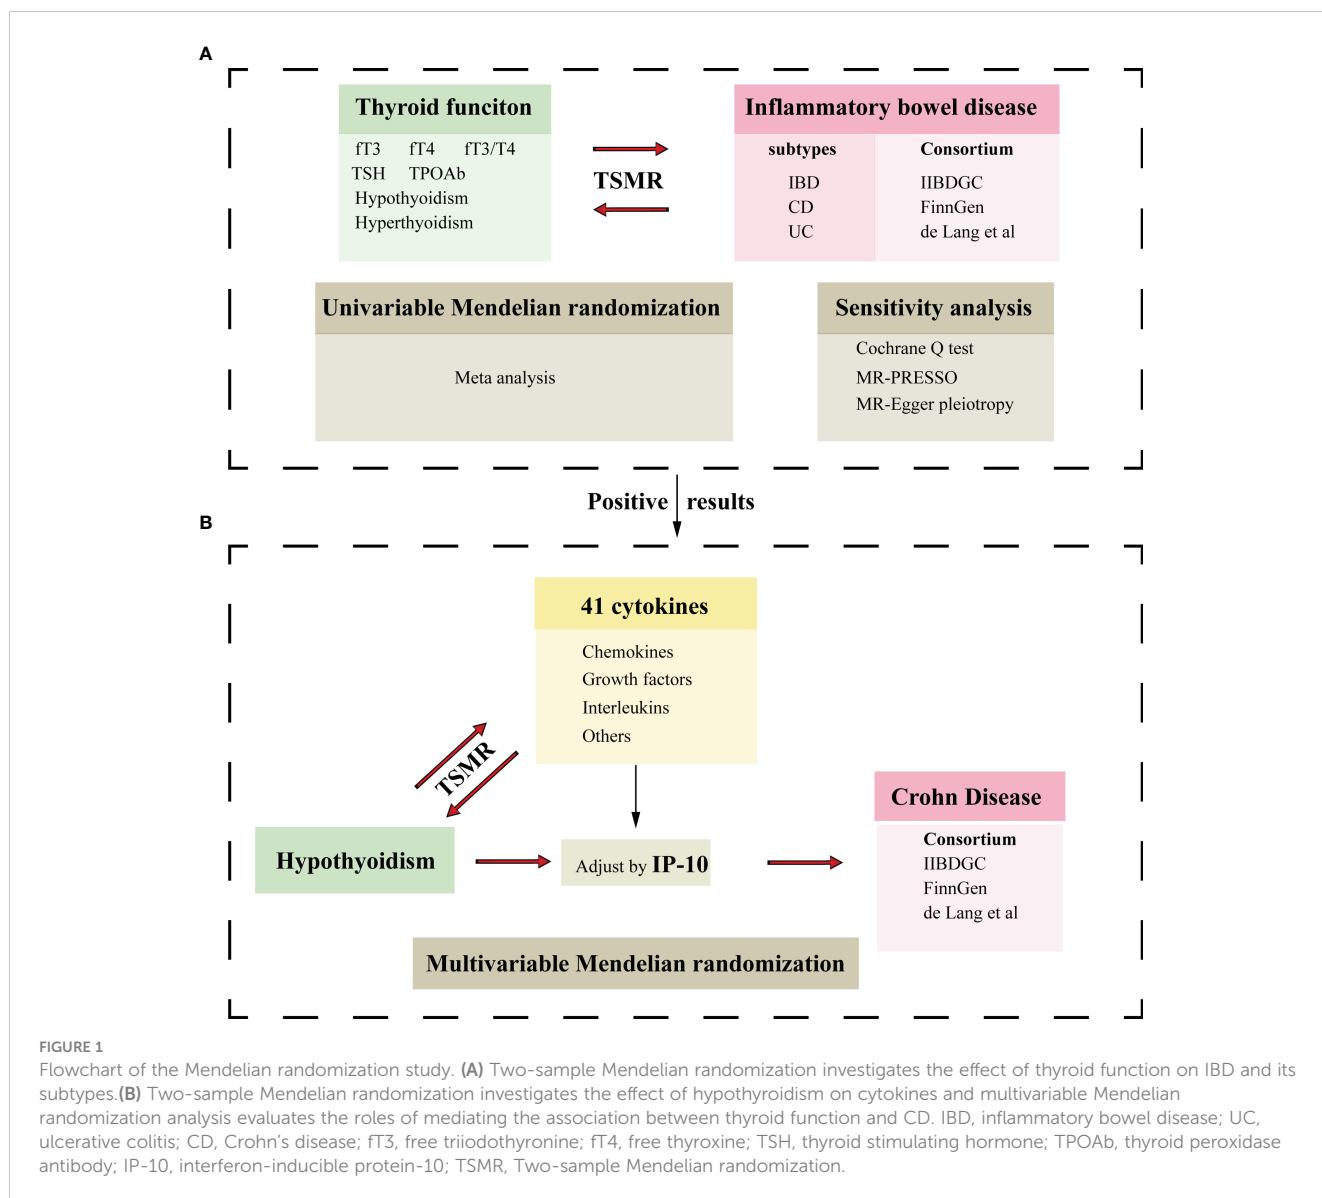 A
Thyroid funciton
fT3 fT4 fT3/T4
TSH TPOAb
Hypothyoidism
Hyperthyoidism
TSMR
Inflammatory bowel disease
subtypes Consortium
IBD IIBDGC
CD FinnGen
UC de Lang et al
Univariable Mendelian randomization
Meta analysis
Sensitivity analysis
Cochrane Q test
MR-PRESSO
MR-Egger pleiotropy
Positive results
B
41 cytokines
Chemokines
Growth factors
Interleukins
Others
TSMR
Hypothyoidism
Adjust by IP-10
Crohn Disease
Consortium
IIBDGC
FinnGen
de Lang et al
Multivariable Mendelian randomization
FIGURE 1
Flowchart of the Mendelian randomization study. (A) Two-sample Mendelian randomization investigates the effect of thyroid function on IBD and its
subtypes.(B) Two-sample Mendelian randomization investigates the effect of hypothyroidism on cytokines and multivariable Mendelian
randomization analysis evaluates the roles of mediating the association between thyroid function and CD. IBD, inflammatory bowel disease; UC,
ulcerative colitis; CD, Crohn's disease; fT3, free triiodothyronine; fT4, free thyroxine; TSH, thyroid stimulating hormone; TPOAb, thyroid peroxidase
antibody; IP-10, interferon-inducible protein-10; TSMR, Two-sample Mendelian randomization.